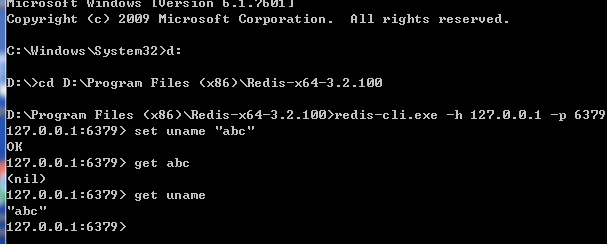 Microsoft Windows [Version 6.1.7601]
Copyright (c) 2009 Microsoft Corporation.  All rights reserved.
C:\Windows\System32>d:
D:\>cd D:\Program Files (x86)\Redis-x64-3.2.100
D:\Program Files (x86)\Redis-x64-3.2.100>redis-cli.exe -h 127.0.0.1 -p 6379
127.0.0.1:6379> set uname "abc"
OK
127.0.0.1:6379> get abc
(nil)
127.0.0.1:6379> get uname
"abc"
127.0.0.1:6379>